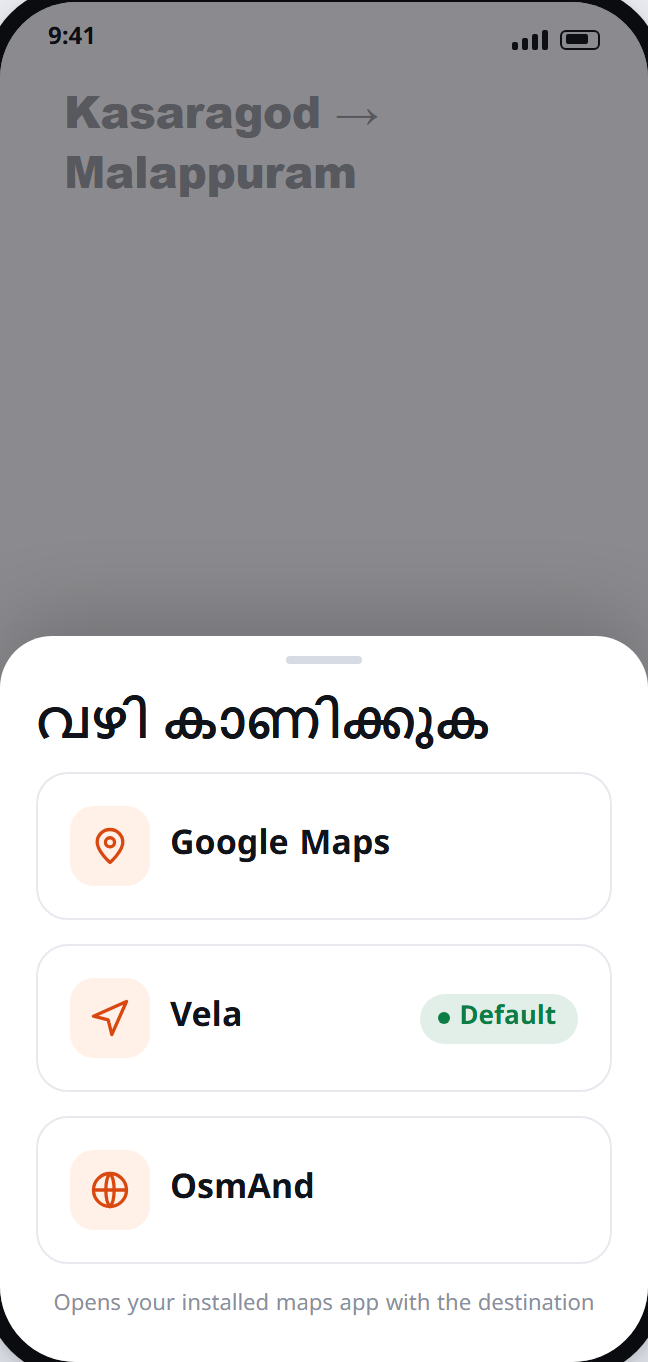 9:41
Kasaragod →
Malappuram
വഴി കാണിക്കുക
Google Maps
Vela
Default
OsmAnd
Opens your installed maps app with the destination